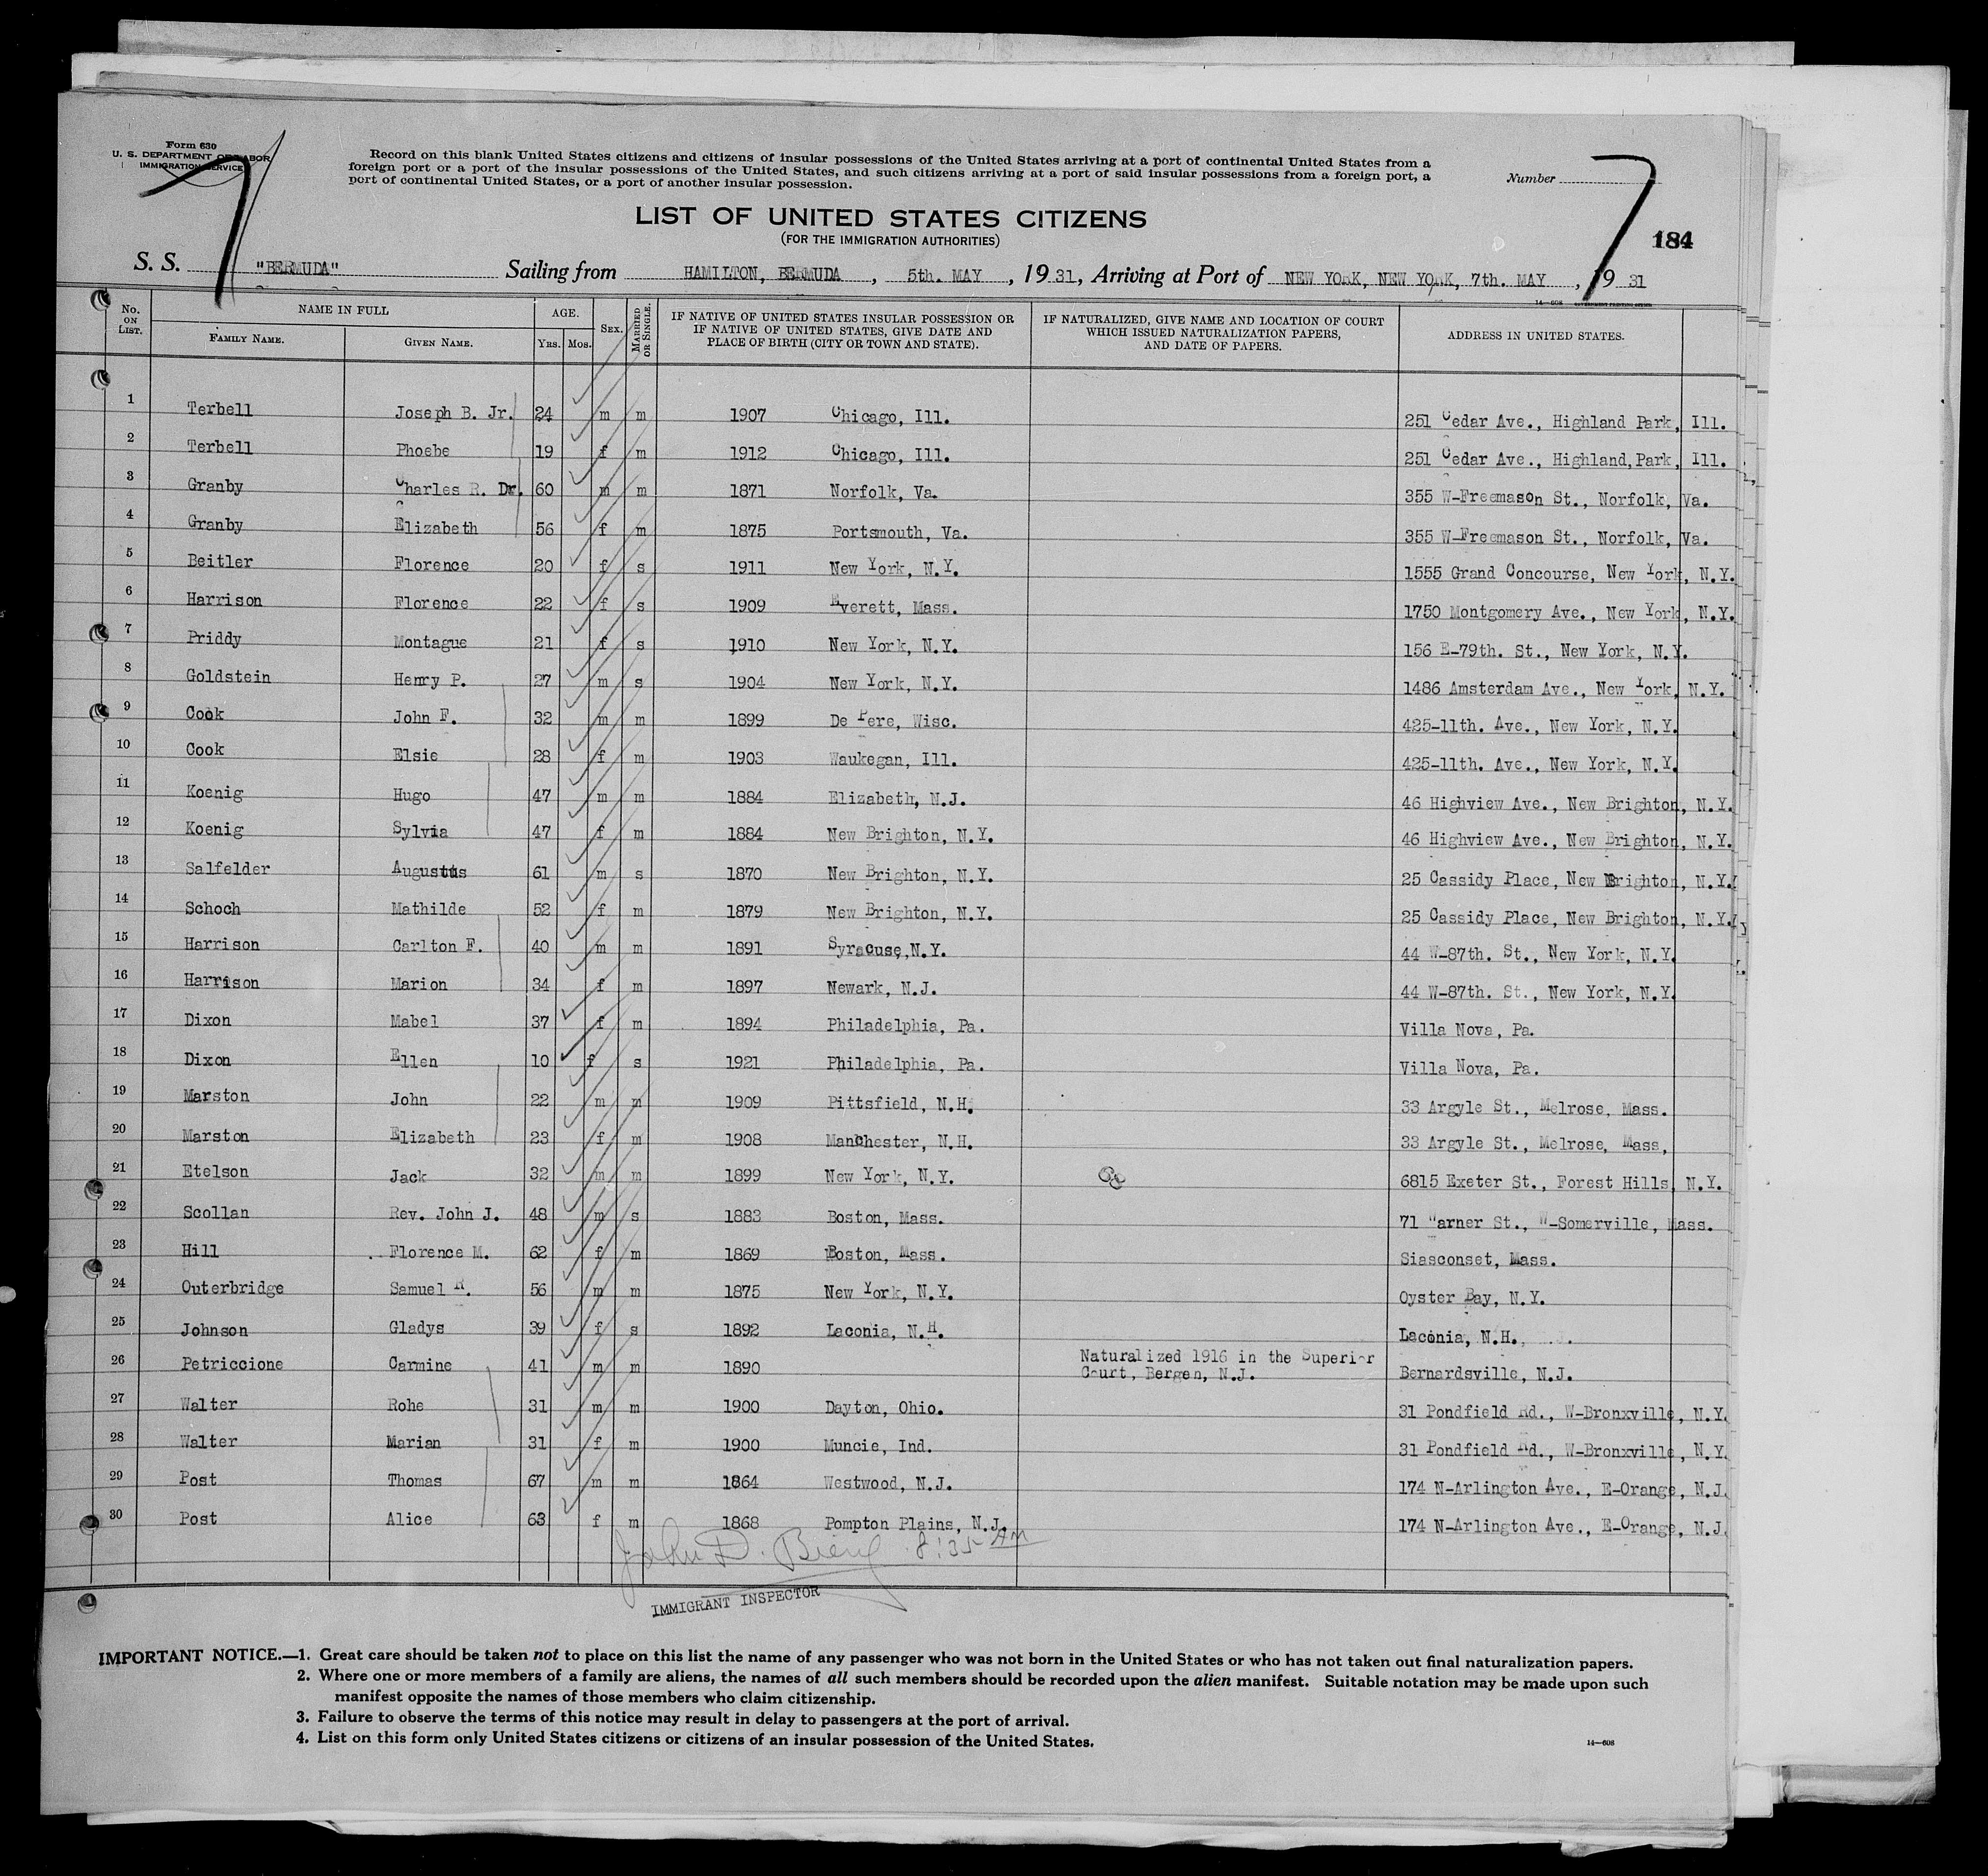 Form 630
U. S. DEPARTMENT OF LABOR
IMMIGRATION SERVICE
Record on this blank United States citizens and citizens of insular possessions of the United States arriving at a port of continental United States from a
foreign port or a port of the insular possessions of the United States, and such citizens arriving at a port of said insular possessions from a foreign port, a
port of continental United States, or a port of another insular possession.
Number
7 7
184
LIST OF UNITED STATES CITIZENS
(FOR THE IMMIGRATION AUTHORITIES)
S. S. "BERMUDA" Sailing from HAMILTON, BERMUDA, 5th. MAY, 1931, Arriving at Port of NEW YORK, NEW YORK, 7th. MAY, 1931
14—608 GOVERNMENT PRINTING OFFICE
No. ON LIST. NAME IN FULL FAMILY NAME. GIVEN NAME. AGE. YRS. MOS. SEX. MARRIED OR SINGLE. IF NATIVE OF UNITED STATES INSULAR POSSESSION OR IF NATIVE OF UNITED STATES, GIVE DATE AND PLACE OF BIRTH (CITY OR TOWN AND STATE). IF NATURALIZED, GIVE NAME AND LOCATION OF COURT WHICH ISSUED NATURALIZATION PAPERS, AND DATE OF PAPERS. ADDRESS IN UNITED STATES.
1 Terbell Joseph B. Jr. 24 m m 1907 Chicago, Ill. 251 Cedar Ave., Highland Park, Ill.
2 Terbell Phoebe 19 f m 1912 Chicago, Ill. 251 Cedar Ave., Highland,Park, Ill.
3 Granby Charles R. Dr. 60 m m 1871 Norfolk, Va. 355 W-Freemason St., Norfolk, Va.
4 Granby Elizabeth 56 f m 1875 Portsmouth, Va. 355 W-Freemason St., Norfolk, Va.
5 Beitler Florence 20 f s 1911 New York, N.Y. 1555 Grand Concourse, New York, N.Y.
6 Harrison Florence 22 f s 1909 Everett, Mass. 1750 Montgomery Ave., New York, N.Y.
7 Priddy Montague 21 f s 1910 New York, N.Y. 156 E-79th. St., New York, N.Y.
8 Goldstein Henry P. 27 m s 1904 New York, N.Y. 1486 Amsterdam Ave., New York, N.Y.
9 Cook John F. 32 m m 1899 De Pere, Wisc. 425-11th. Ave., New York, N.Y.
10 Cook Elsie 28 f m 1903 Waukegan, Ill. 425-11th. Ave., New York, N.Y.
11 Koenig Hugo 47 m m 1884 Elizabeth, N.J. 46 Highview Ave., New Brighton, N.Y.
12 Koenig Sylvia 47 f m 1884 New Brighton, N.Y. 46 Highview Ave., New Brighton, N.Y.
13 Salfelder Augustus 61 m s 1870 New Brighton, N.Y. 25 Cassidy Place, New Brighton, N.Y.
14 Schoch Mathilde 52 f m 1879 New Brighton, N.Y. 25 Cassidy Place, New Brighton, N.Y.
15 Harrison Carlton F. 40 m m 1891 Syracuse,N.Y. 44 W-87th. St., New York, N.Y.
16 Harrison Marion 34 f m 1897 Newark, N.J. 44 W-87th. St., New York, N.Y.
17 Dixon Mabel 37 f m 1894 Philadelphia, Pa. Villa Nova, Pa.
18 Dixon Ellen 10 f s 1921 Philadelphia, Pa. Villa Nova, Pa.
19 Marston John 22 m m 1909 Pittsfield, N.H. 33 Argyle St., Melrose, Mass.
20 Marston Elizabeth 23 f m 1908 Manchester, N.H. 33 Argyle St., Melrose, Mass,
21 Etelson Jack 32 m m 1899 New York, N.Y. 6815 Exeter St., Forest Hills, N.Y.
22 Scollan Rev. John J. 48 m s 1883 Boston, Mass. 71 Warner St., W-Somerville, Mass.
23 Hill Florence M. 62 f m 1869 Boston, Mass. Siasconset, Mass.
24 Outerbridge Samuel R. 56 m m 1875 New York, N.Y. Oyster Bay, N.Y.
25 Johnson Gladys 39 f s 1892 Laconia, N.H. Laconia, N.H.
26 Petriccione Carmine 41 m m 1890 Naturalized 1916 in the Superior Court, Bergen, N.J. Bernardsville, N.J.
27 Walter Rohe 31 m m 1900 Dayton, Ohio. 31 Pondfield Rd., W-Bronxville, N.Y.
28 Walter Marian 31 f m 1900 Muncie, Ind. 31 Pondfield Rd., W-Bronxville, N.Y.
29 Post Thomas 67 m m 1864 Westwood, N.J. 174 N-Arlington Ave., E-Orange, N.J.
30 Post Alice 63 f m 1868 Pompton Plains, N.J. 174 N-Arlington Ave., E-Orange, N.J.
John D. 8:35 AM
IMMIGRANT INSPECTOR
IMPORTANT NOTICE.—1. Great care should be taken not to place on this list the name of any passenger who was not born in the United States or who has not taken out final naturalization papers.
2. Where one or more members of a family are aliens, the names of all such members should be recorded upon the alien manifest. Suitable notation may be made upon such
manifest opposite the names of those members who claim citizenship.
3. Failure to observe the terms of this notice may result in delay to passengers at the port of arrival.
4. List on this form only United States citizens or citizens of an insular possession of the United States.
14—608